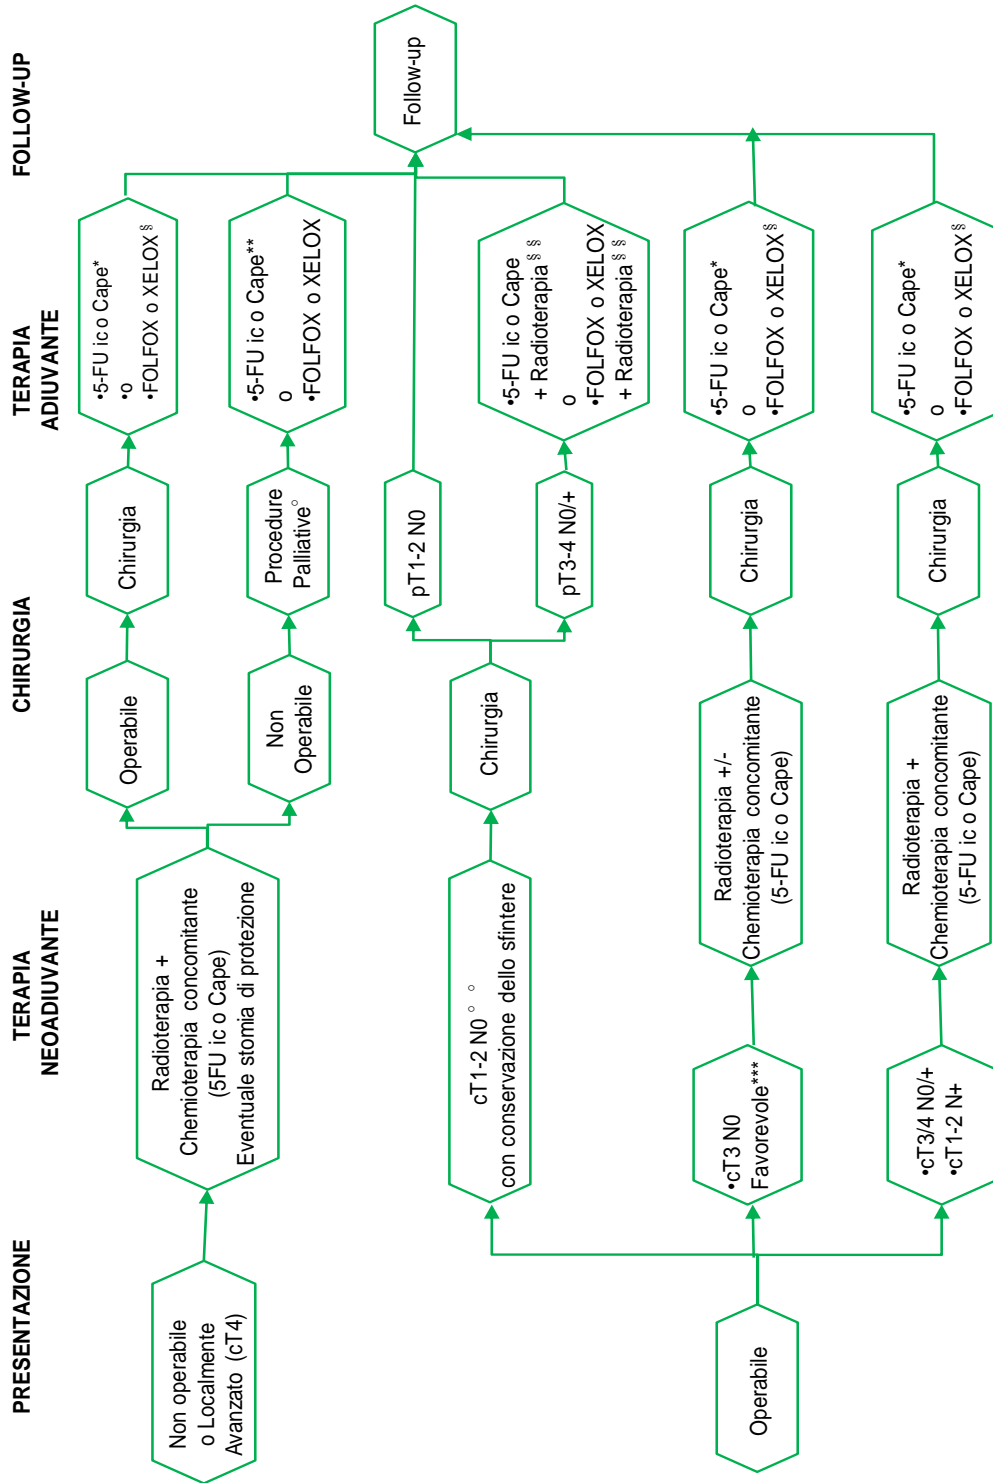 PRESENTAZIONE
TERAPIA
NEOADIUVANTE
CHIRURGIA
TERAPIA
ADIUVANTE
FOLLOW-UP
Non operabile
o Localmente
Avanzato (cT4)
Radioterapia +
Chemioterapia concomitante
(5FU ic o Cape)
Eventuale stomia di protezione
Operabile
Chirurgia
•5-FU ic o Cape*
•o
•FOLFOX o XELOX§
Non
Operabile
Procedure
Palliative°
•5-FU ic o Cape**
o
•FOLFOX o XELOX
Follow-up
Operabile
cT1-2 N0 ° °
con conservazione dello sfintere
Chirurgia
pT1-2 N0
pT3-4 N0/+
•5-FU ic o Cape
+ Radioterapia§ §
o
•FOLFOX o XELOX
+ Radioterapia§ §
•cT3 N0
Favorevole***
Radioterapia +/-
Chemioterapia concomitante
(5-FU ic o Cape)
Chirurgia
•5-FU ic o Cape*
o
•FOLFOX o XELOX§
•cT3/4 N0/+
•cT1-2 N+
Radioterapia +
Chemioterapia concomitante
(5-FU ic o Cape)
Chirurgia
•5-FU ic o Cape*
o
•FOLFOX o XELOX§